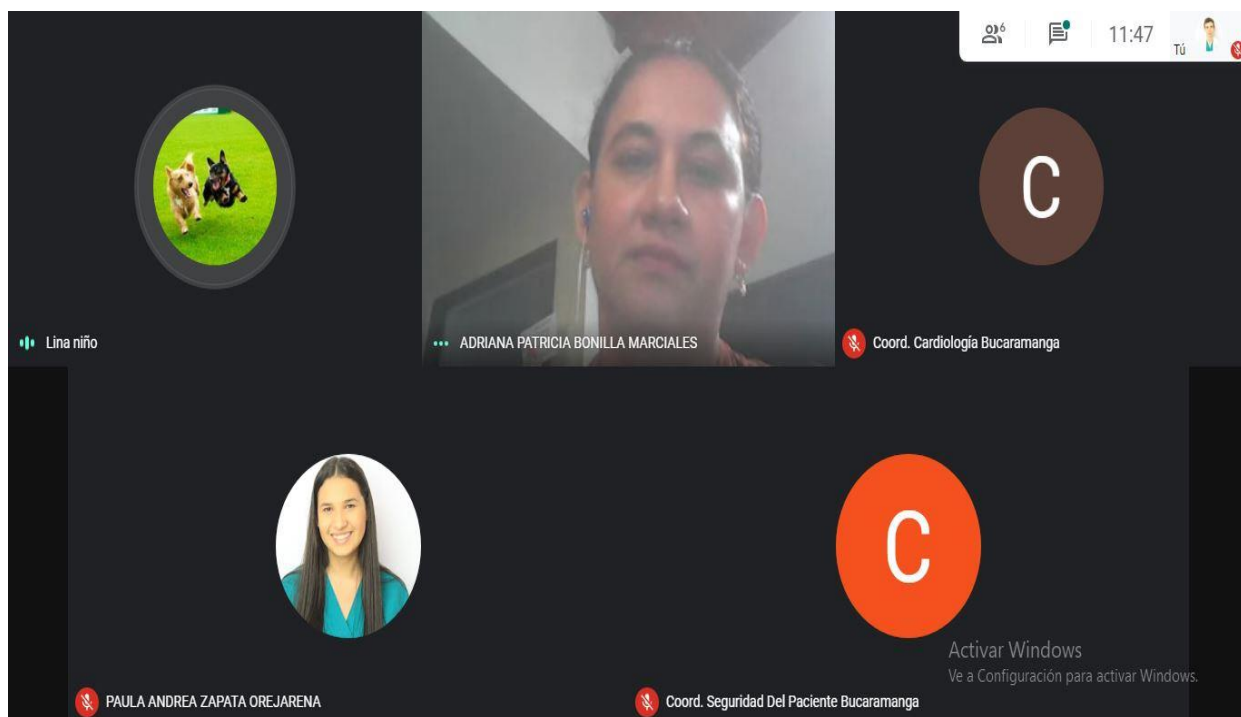 6
11:47
Tú
Lina niño
ADRIANA PATRICIA BONILLA MARCIALES
C
Coord. Cardiología Bucaramanga
C
PAULA ANDREA ZAPATA OREJARENA
Coord. Seguridad Del Paciente Bucaramanga
Activar Windows
Ve a Configuración para activar Windows.